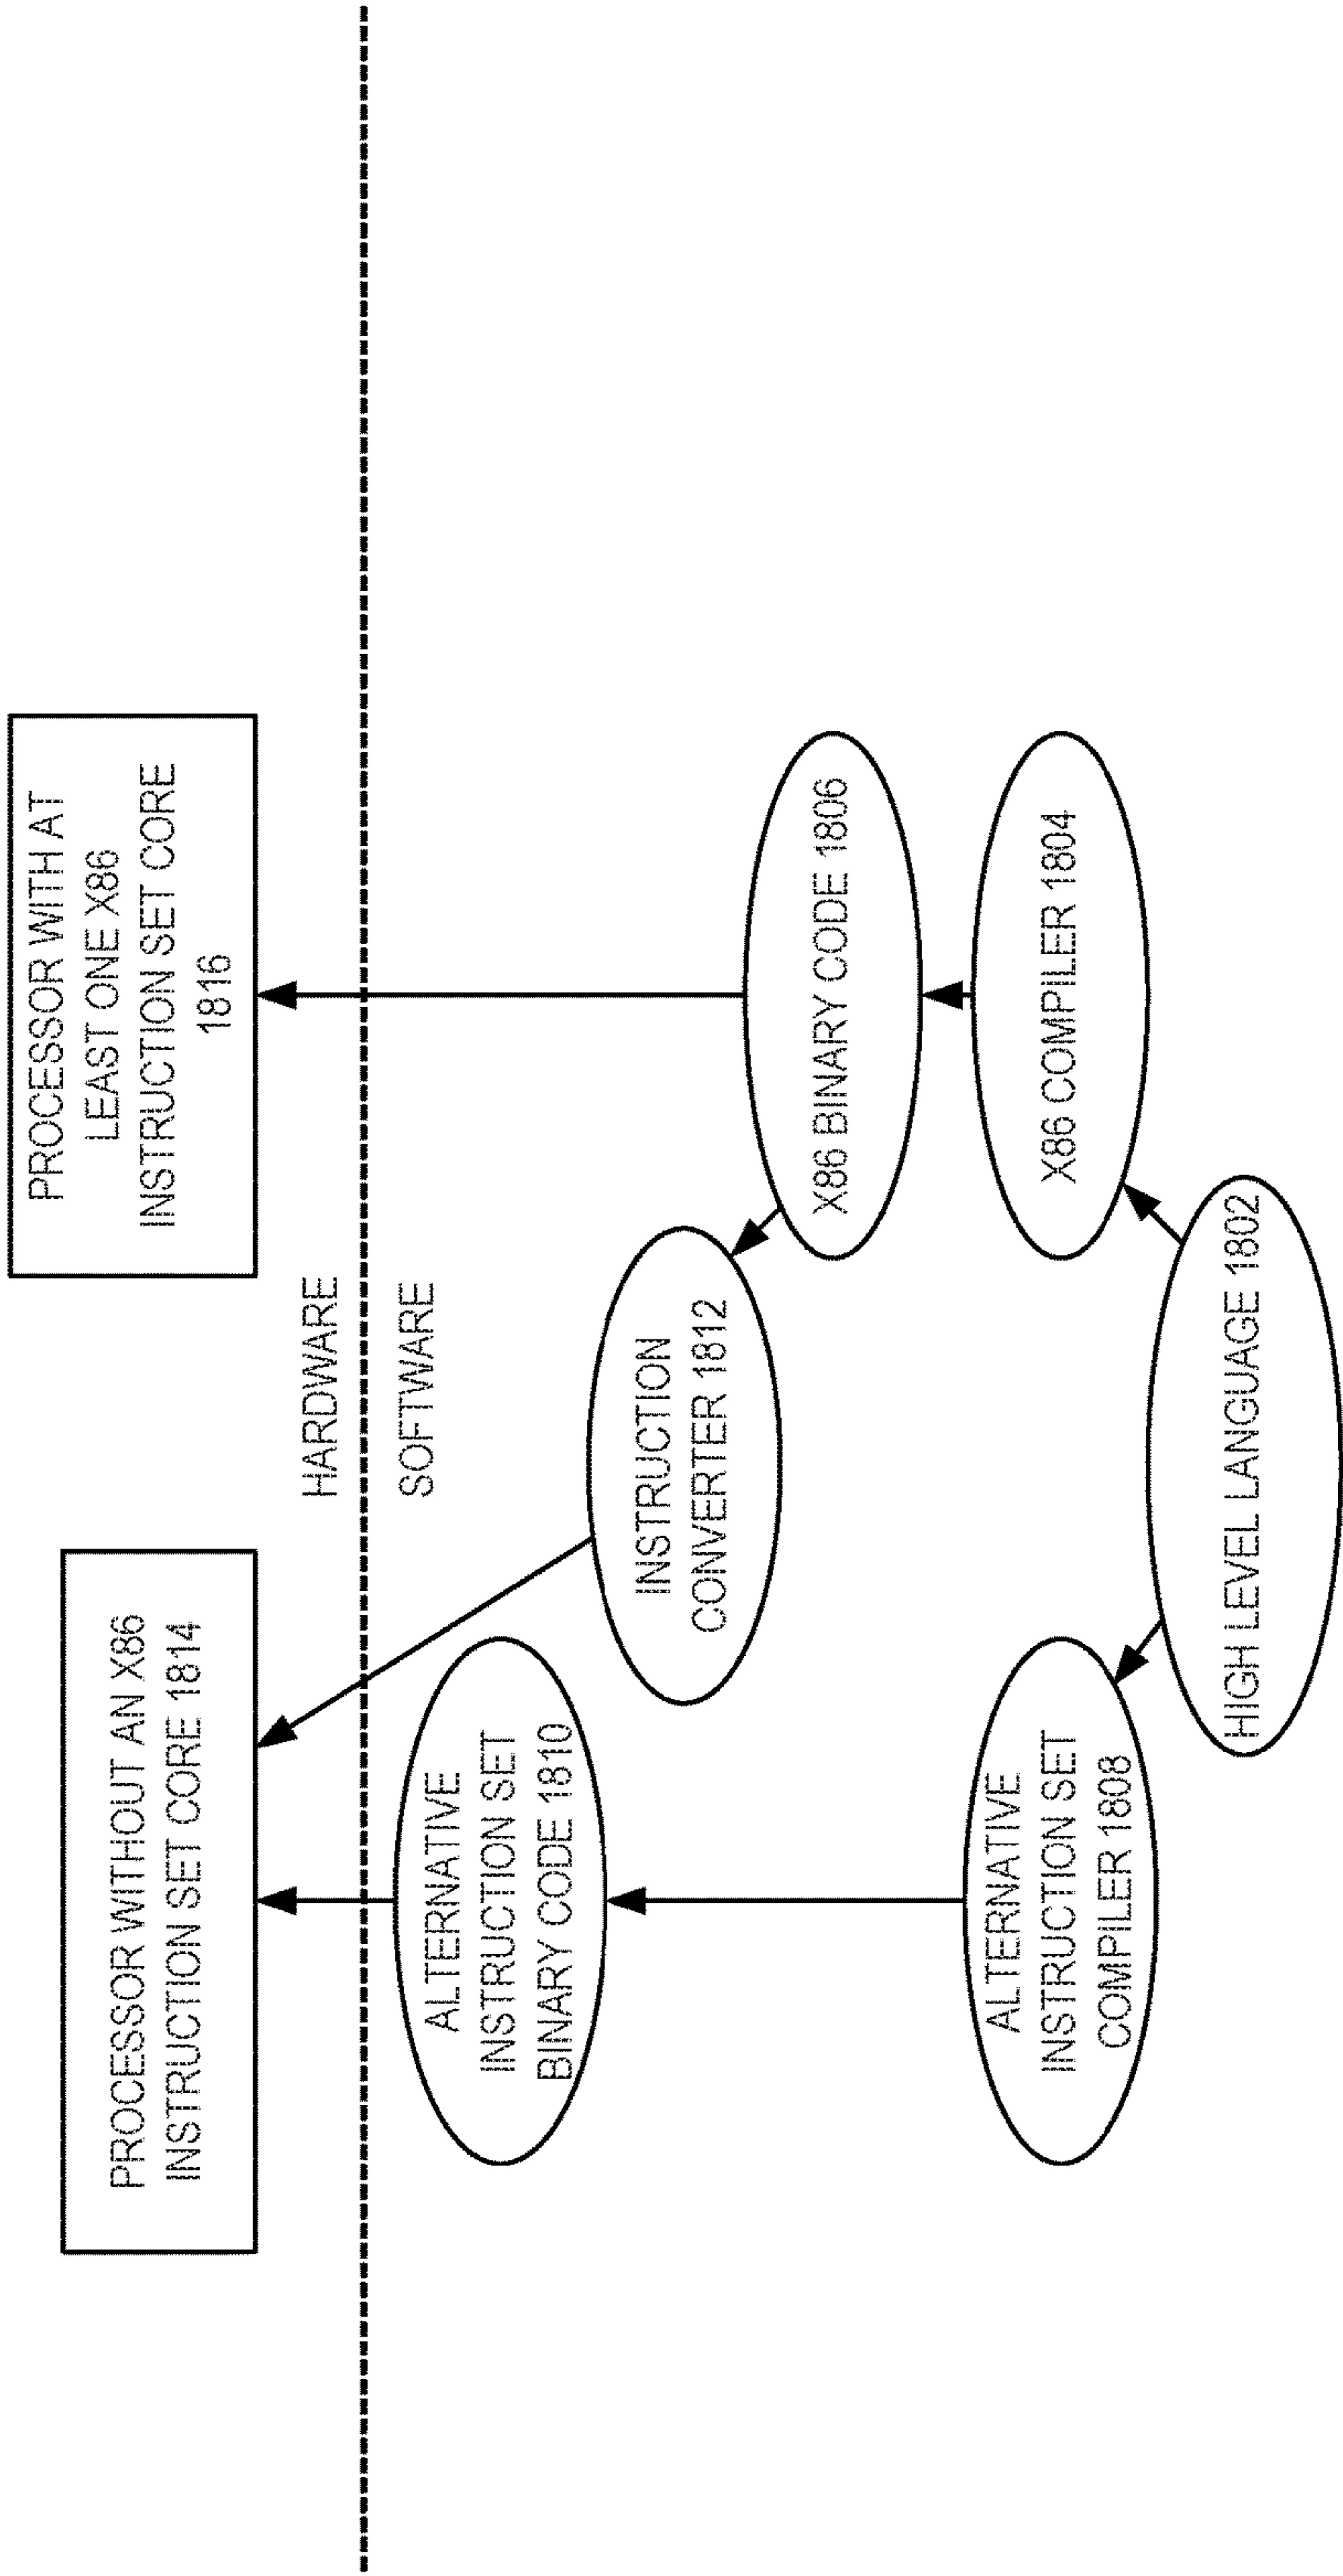 PROCESSOR WITHOUT AN X86
INSTRUCTION SET CORE 1814
PROCESSOR WITH AT
LEAST ONE X86
INSTRUCTION SET CORE
1816
HARDWARE
SOFTWARE
ALTERNATIVE
INSTRUCTION SET
BINARY CODE 1810
INSTRUCTION
CONVERTER 1812
X86 BINARY CODE 1806
ALTERNATIVE
INSTRUCTION SET
COMPILER 1808
X86 COMPILER 1804
HIGH LEVEL LANGUAGE 1802